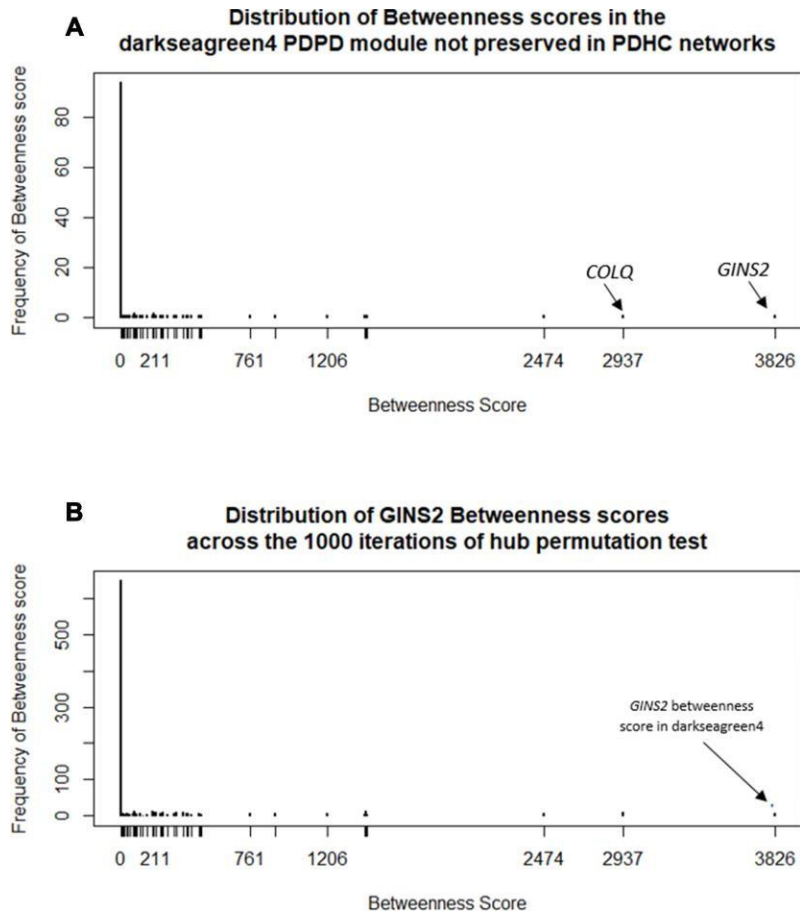 A
Distribution of Betweenness scores in the
darkseagreen4 PDPD module not preserved in PDHC networks
Frequency of Betweenness score
80
60
40
20
0
COLQ
GINS2
0 211 761 1206 2474 2937 3826
Betweenness Score
B
Distribution of GINS2 Betweenness scores
across the 1000 iterations of hub permutation test
Frequency of Betweenness score
500
300
100
0
GINS2 betweenness
score in darkseagreen4
0 211 761 1206 2474 2937 3826
Betweenness Score